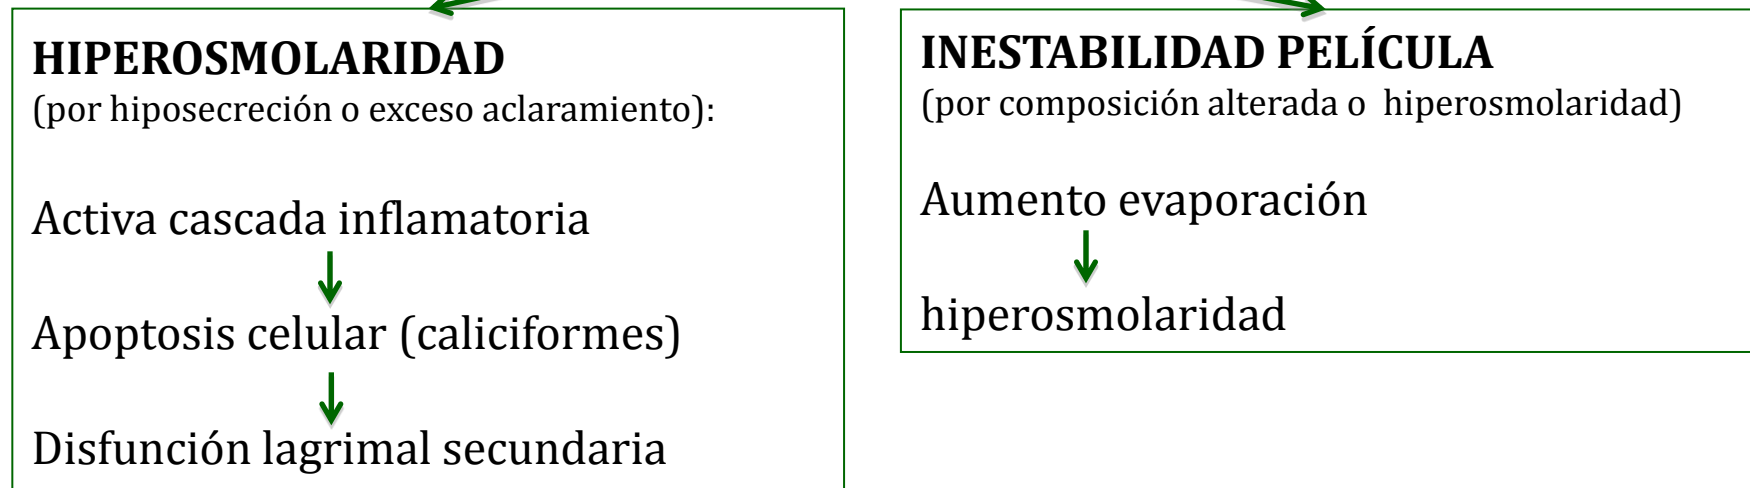 HIPEROSMOLARIDAD
(por hiposecreción o exceso aclaramiento):
Activa cascada inflamatoria
Apoptosis celular (caliciformes)
Disfunción lagrimal secundaria
INESTABILIDAD PELÍCULA
(por composición alterada o hiperosmolaridad)
Aumento evaporación
hiperosmolaridad